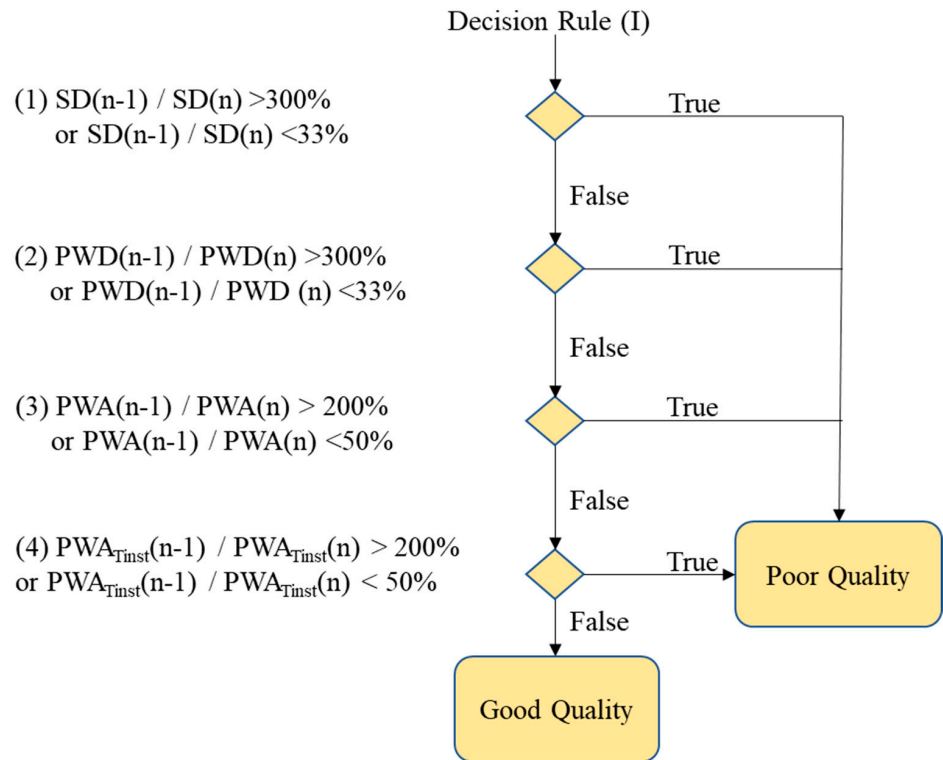 Decision Rule (I)
(1) SD(n-1) / SD(n) >300%
or SD(n-1) / SD(n) <33%
True
False
(2) PWD(n-1) / PWD(n) >300%
or PWD(n-1) / PWD (n) <33%
True
False
(3) PWA(n-1) / PWA(n) > 200%
or PWA(n-1) / PWA(n) <50%
True
False
(4) PWATinst(n-1) / PWATinst(n) > 200%
or PWATinst(n-1) / PWATinst(n) < 50%
True
Poor Quality
False
Good Quality